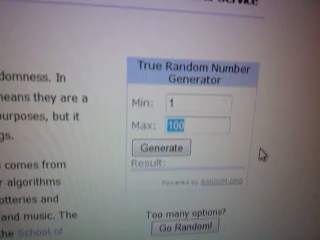 ervice
domness. In
means they are a
purposes, but it
gs.
s comes from
r algorithms
otteries and
and music. The
the School of
True Random Number
Generator
Min: 1
Max: 100
Generate
Result:
Powered by RANDOM.ORG
Too many options?
Go Random!